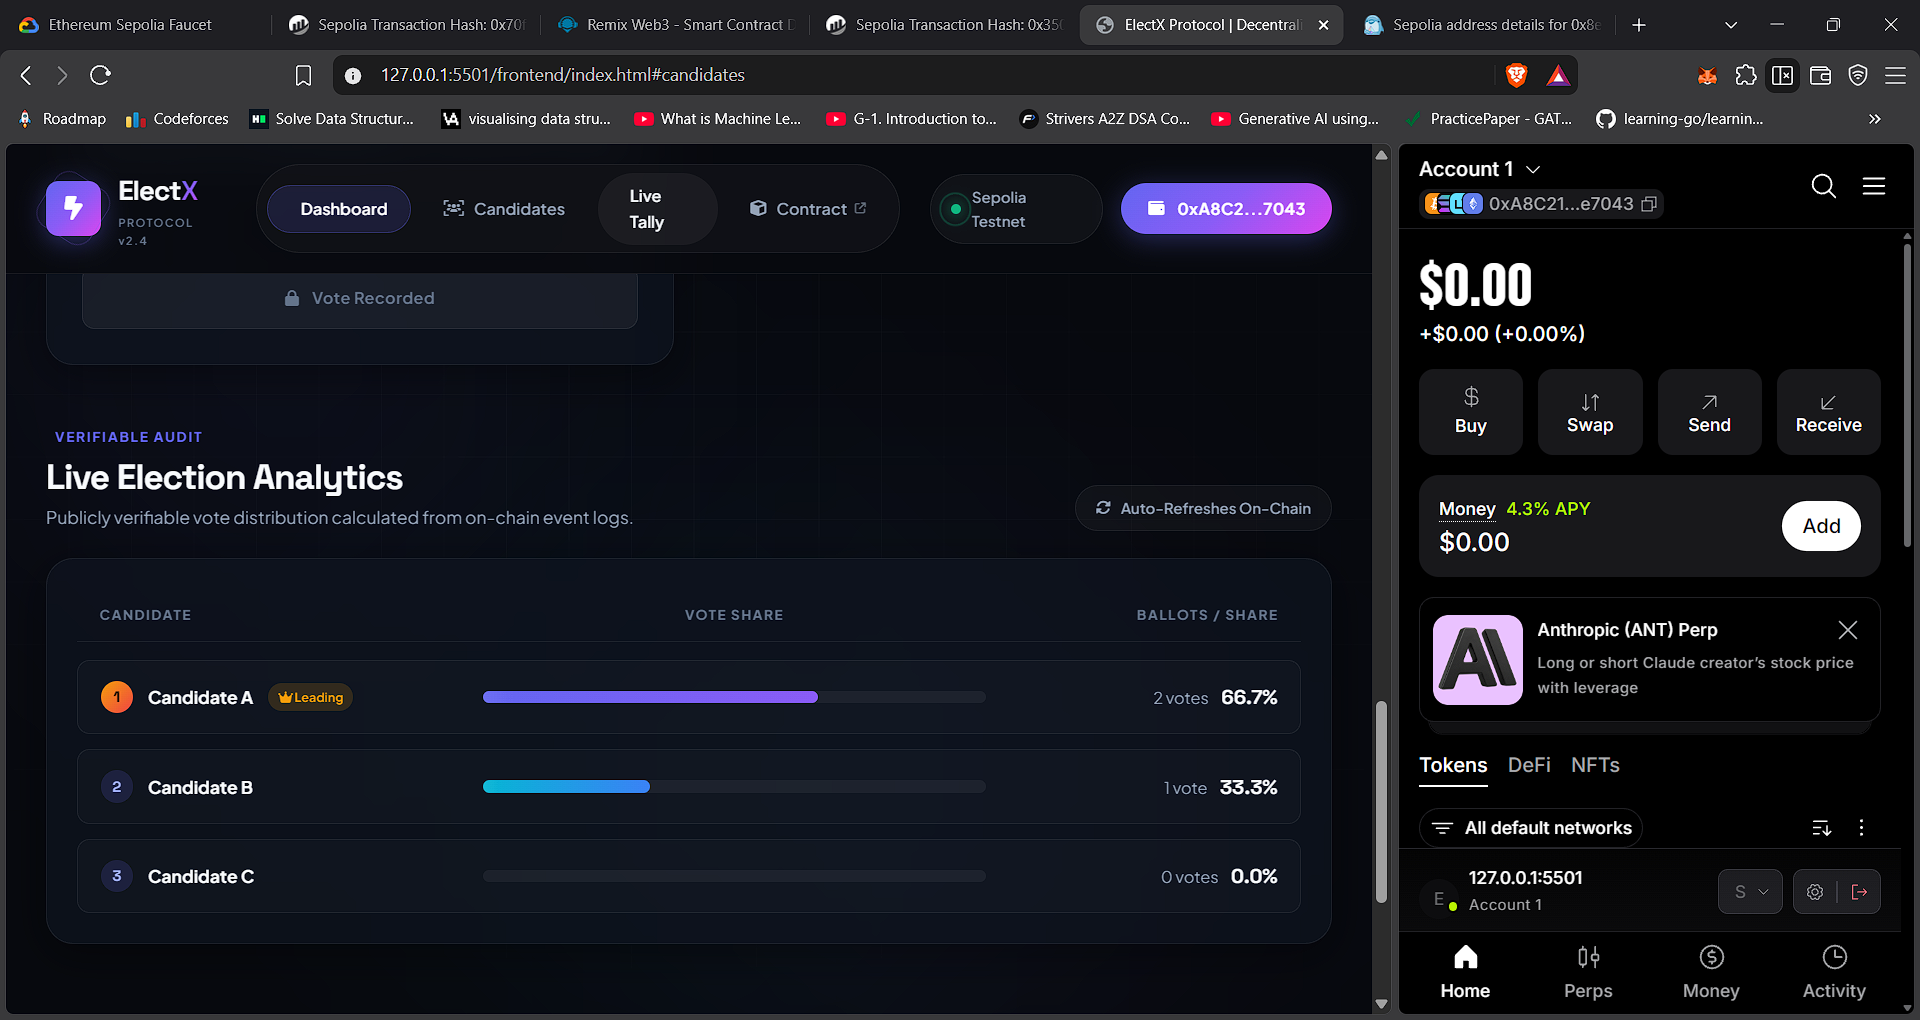 Ethereum Sepolia Faucet
Sepolia Transaction Hash: 0x70f
Remix Web3 - Smart Contract D
Sepolia Transaction Hash: 0x350
ElectX Protocol | Decentrali
Sepolia address details for 0x8e
127.0.0.1:5501/frontend/index.html#candidates
Roadmap
Codeforces
Solve Data Structur...
visualising data stru...
What is Machine Le...
G-1. Introduction to...
Strivers A2Z DSA Co...
Generative AI using...
PracticePaper - GAT...
learning-go/learnin...
ElectX
PROTOCOL
v2.4
Dashboard
Candidates
Live
Tally
Contract
Sepolia
Testnet
0xA8C2...7043
Vote Recorded
VERIFIABLE AUDIT
Live Election Analytics
Publicly verifiable vote distribution calculated from on-chain event logs.
Auto-Refreshes On-Chain
CANDIDATE
VOTE SHARE
BALLOTS / SHARE
1 Candidate A Leading 2 votes 66.7%
2 Candidate B 1 vote 33.3%
3 Candidate C 0 votes 0.0%
Account 1
0xA8C21...e7043
$0.00
+$0.00 (+0.00%)
Buy
Swap
Send
Receive
Money 4.3% APY
$0.00
Add
Anthropic (ANT) Perp
Long or short Claude creator's stock price
with leverage
Tokens
DeFi
NFTs
All default networks
E
127.0.0.1:5501
Account 1
S
Home
Perps
Money
Activity